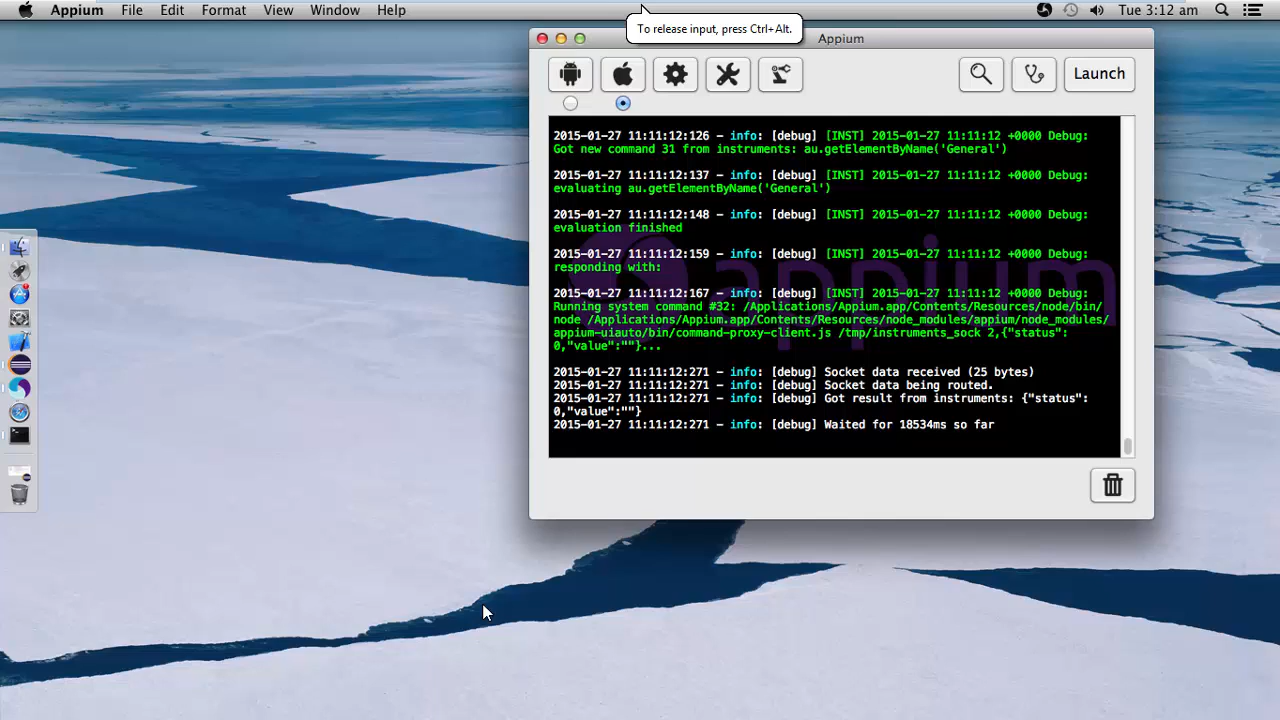 Appium File Edit Format View Window Help
Tue 3:12 am
To release input, press Ctrl+Alt.
Appium
Launch
2015-01-27 11:11:12:126 - info: [debug] [INST] 2015-01-27 11:11:12 +0000 Debug:
Got new command 31 from instruments: au.getElementByName('General')
2015-01-27 11:11:12:137 - info: [debug] [INST] 2015-01-27 11:11:12 +0000 Debug:
evaluating au.getElementByName('General')
2015-01-27 11:11:12:148 - info: [debug] [INST] 2015-01-27 11:11:12 +0000 Debug:
evaluation finished
2015-01-27 11:11:12:159 - info: [debug] [INST] 2015-01-27 11:11:12 +0000 Debug:
responding with:
appium
2015-01-27 11:11:12:167 - info: [debug] [INST] 2015-01-27 11:11:12 +0000 Debug:
Running system command #32: /Applications/Appium.app/Contents/Resources/node/bin/
node /Applications/Appium.app/Contents/Resources/node_modules/appium/node_modules/
appium-uiauto/bin/command-proxy-client.js /tmp/instruments_sock 2,{"status":
0,"value":""}...
2015-01-27 11:11:12:271 - info: [debug] Socket data received (25 bytes)
2015-01-27 11:11:12:271 - info: [debug] Socket data being routed.
2015-01-27 11:11:12:271 - info: [debug] Got result from instruments: {"status":
0,"value":""}
2015-01-27 11:11:12:271 - info: [debug] Waited for 18534ms so far